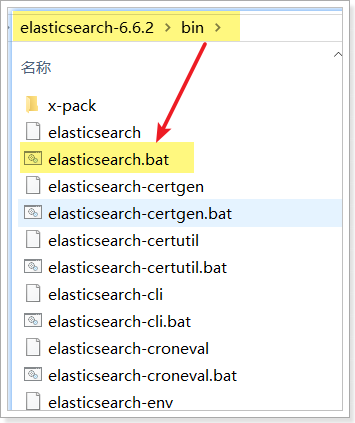 elasticsearch-6.6.2 > bin >
名称
x-pack
elasticsearch
elasticsearch.bat
elasticsearch-certgen
elasticsearch-certgen.bat
elasticsearch-certutil
elasticsearch-certutil.bat
elasticsearch-cli
elasticsearch-cli.bat
elasticsearch-croneval
elasticsearch-croneval.bat
elasticsearch-env